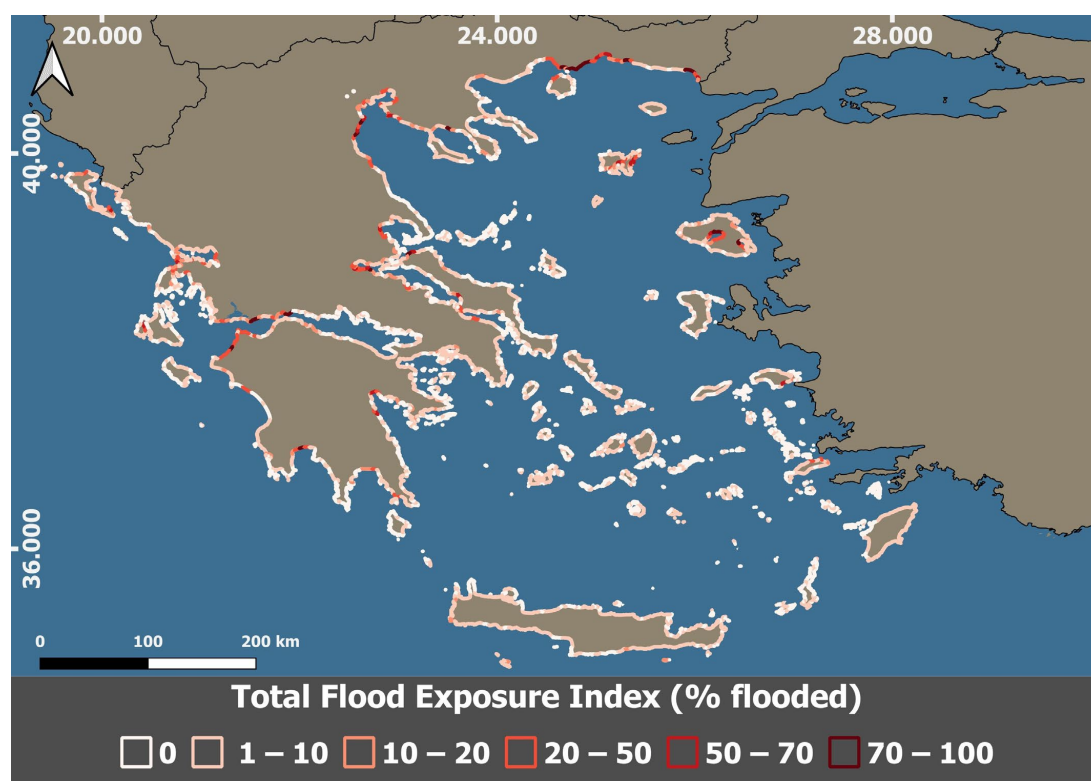 20.000 24.000 28.000
40.000
36.000
0 100 200 km
Total Flood Exposure Index (% flooded)
0 1 – 10 10 – 20 20 – 50 50 – 70 70 – 100